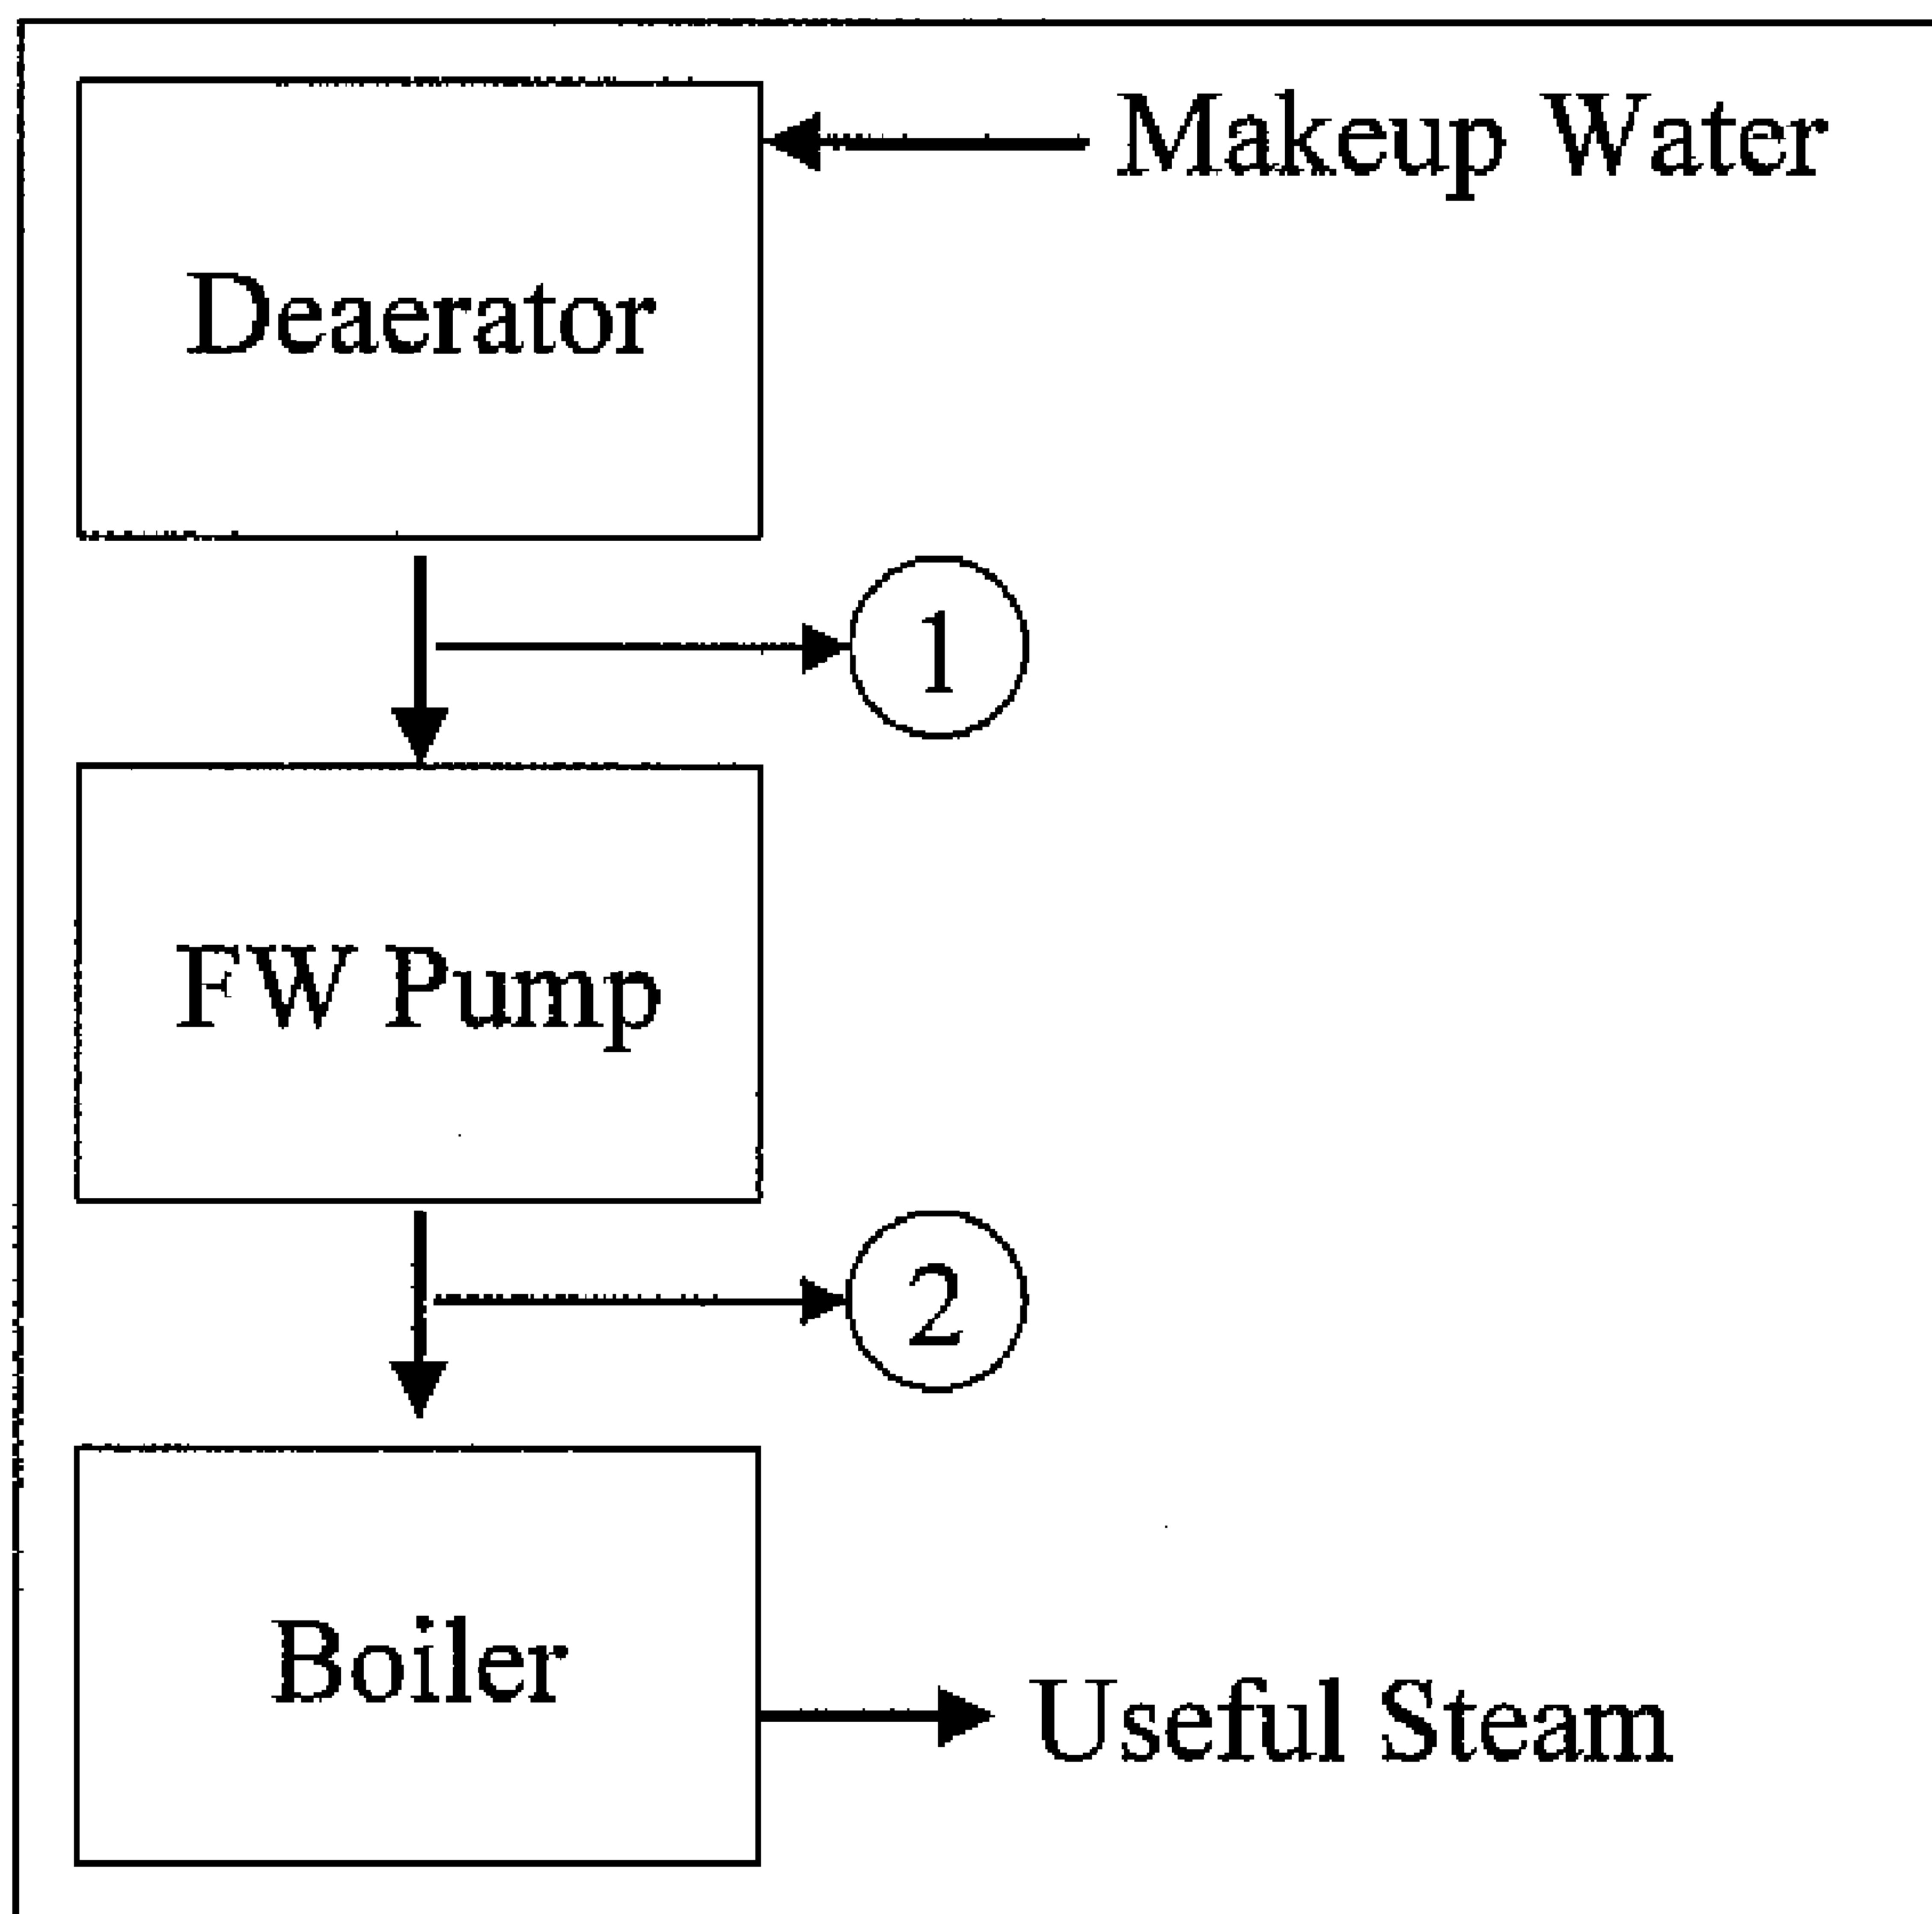 Makeup Water
Deaerator
1
FW Pump
2
Boiler
Useful Steam